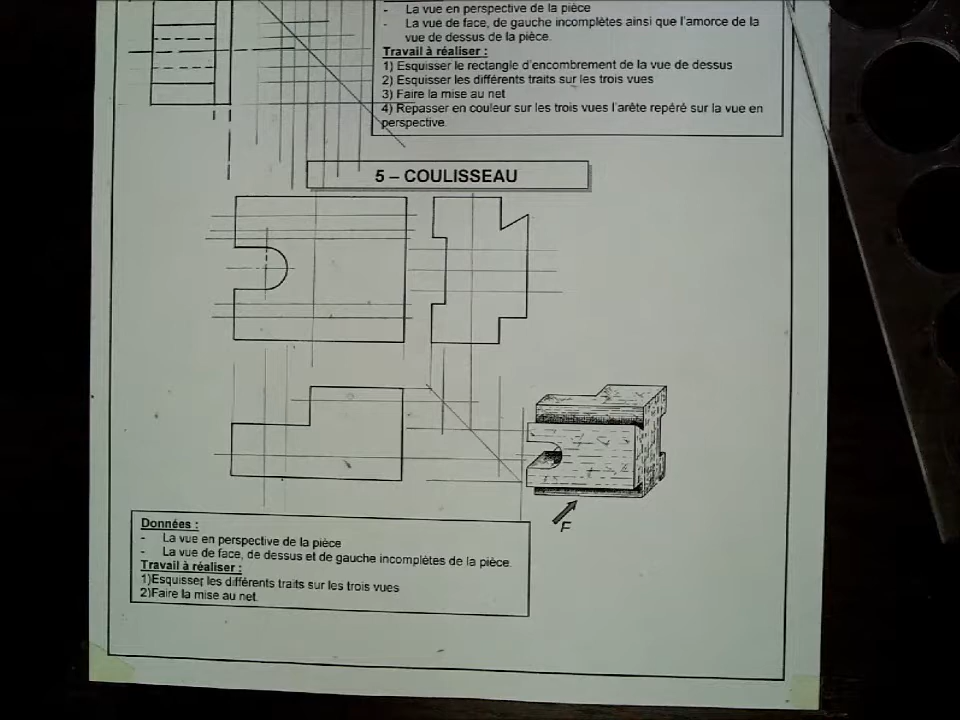 - La vue en perspective de la pièce
- La vue de face, de gauche incomplètes ainsi que l'amorce de la
vue de dessus de la pièce.
Travail à réaliser :
1) Esquisser le rectangle d'encombrement de la vue de dessus
2) Esquisser les différents traits sur les trois vues
3) Faire la mise au net
4) Repasser en couleur sur les trois vues l'arête repéré sur la vue en
perspective
5 – COULISSEAU
F
Données :
- La vue en perspective de la pièce
- La vue de face, de dessus et de gauche incomplètes de la pièce.
Travail à réaliser :
1)Esquisser les différents traits sur les trois vues
2)Faire la mise au net.